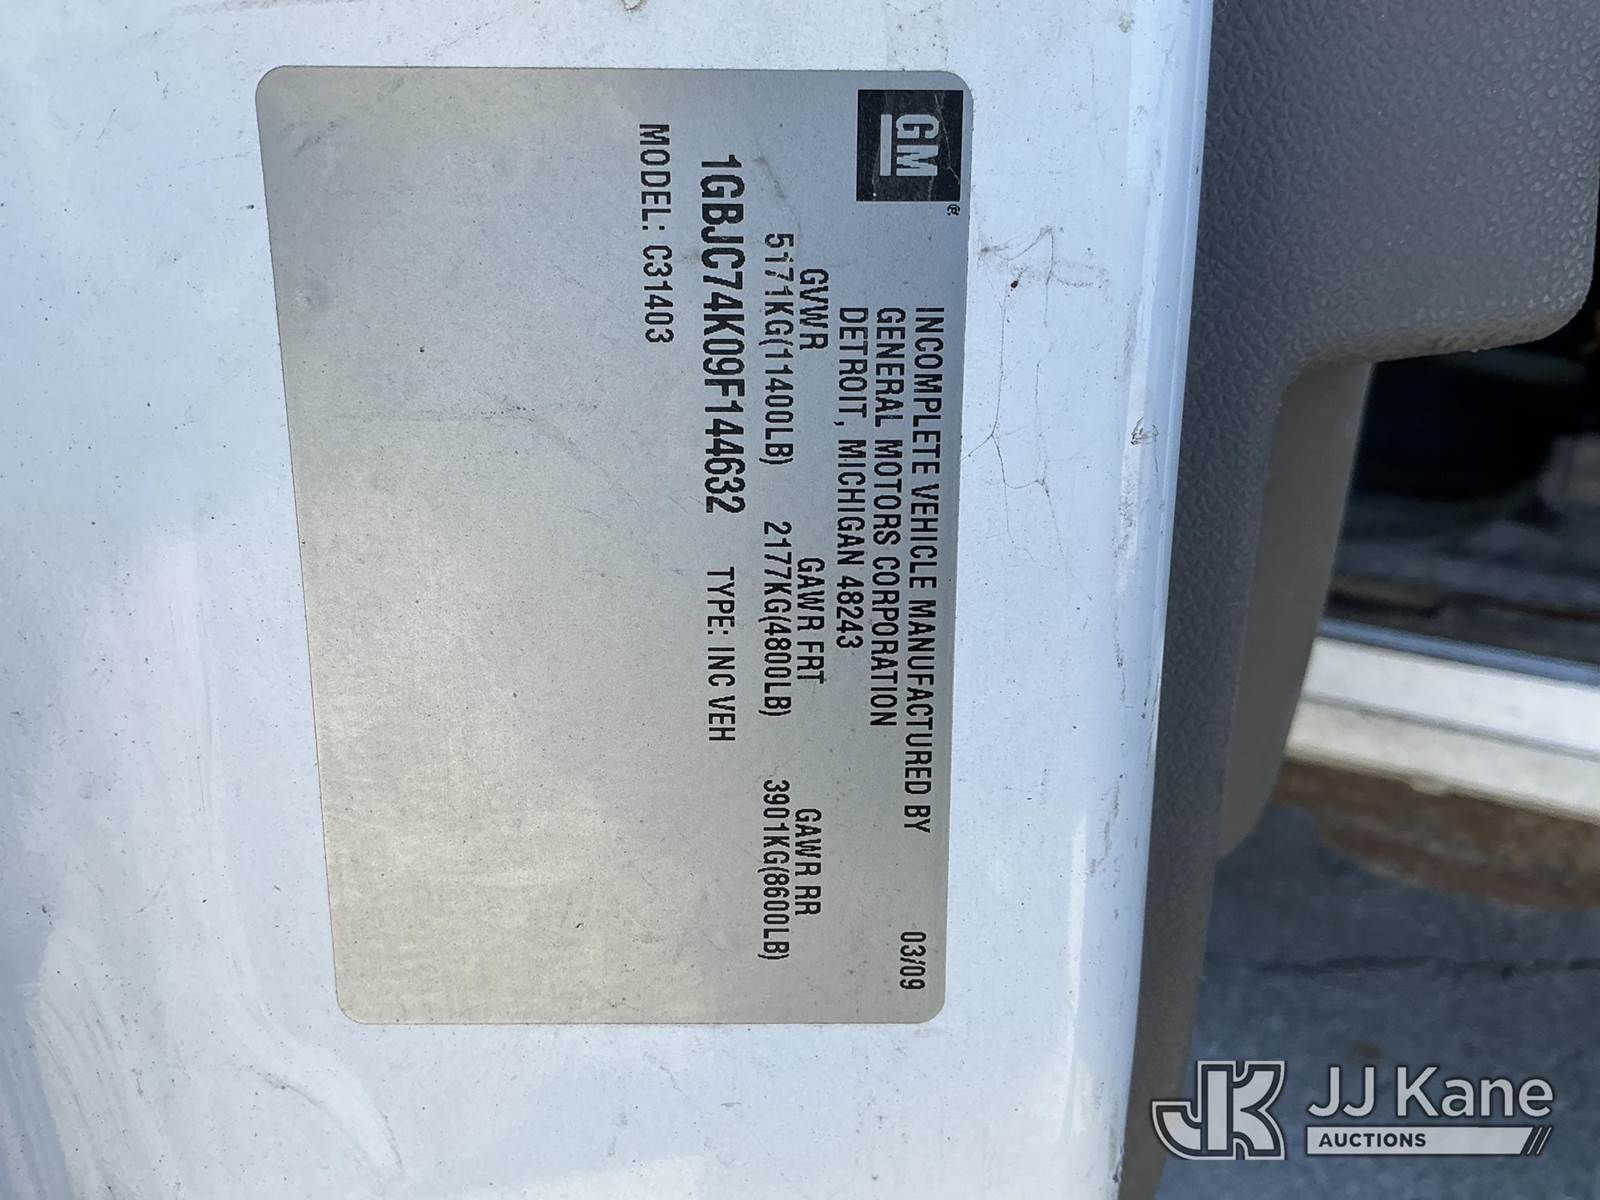 GM®
INCOMPLETE VEHICLE MANUFACTURED BY 03/09
GENERAL MOTORS CORPORATION
DETROIT, MICHIGAN 48243
GVWR GAWR FRT GAWR RR
5171KG(11400LB) 2177KG(4800LB) 3901KG(8600LB)
1GBJC74K09F144632 TYPE: INC VEH
MODEL: C31403
JK JJ Kane
AUCTIONS